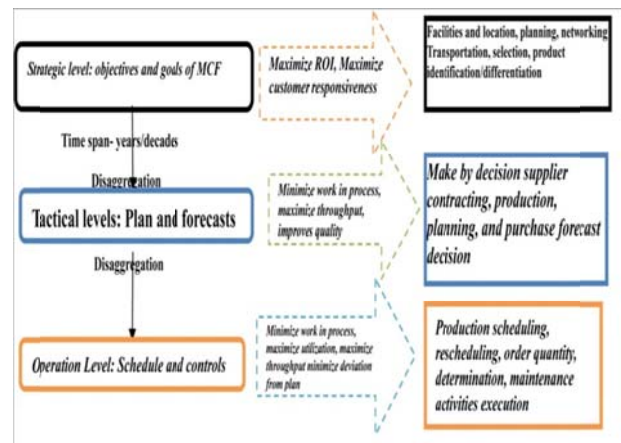 Strategic level: objectives and goals of MCF
Maximize ROI, Maximize
customer responsiveness
Facilities and location, planning, networking
Transportation, selection, product
identification/differentiation
Time span- years/decades
Disaggregation
Tactical levels: Plan and forecasts
Minimize work in process,
maximize throughput,
improves quality
Make by decision supplier
contracting, production,
planning, and purchase forecast
decision
Disaggregation
Operation Level: Schedule and controls
Minimize work in process,
maximize utilization, maximize
throughput minimize deviation
from plan
Production scheduling,
rescheduling, order quantity,
determination, maintenance
activities execution